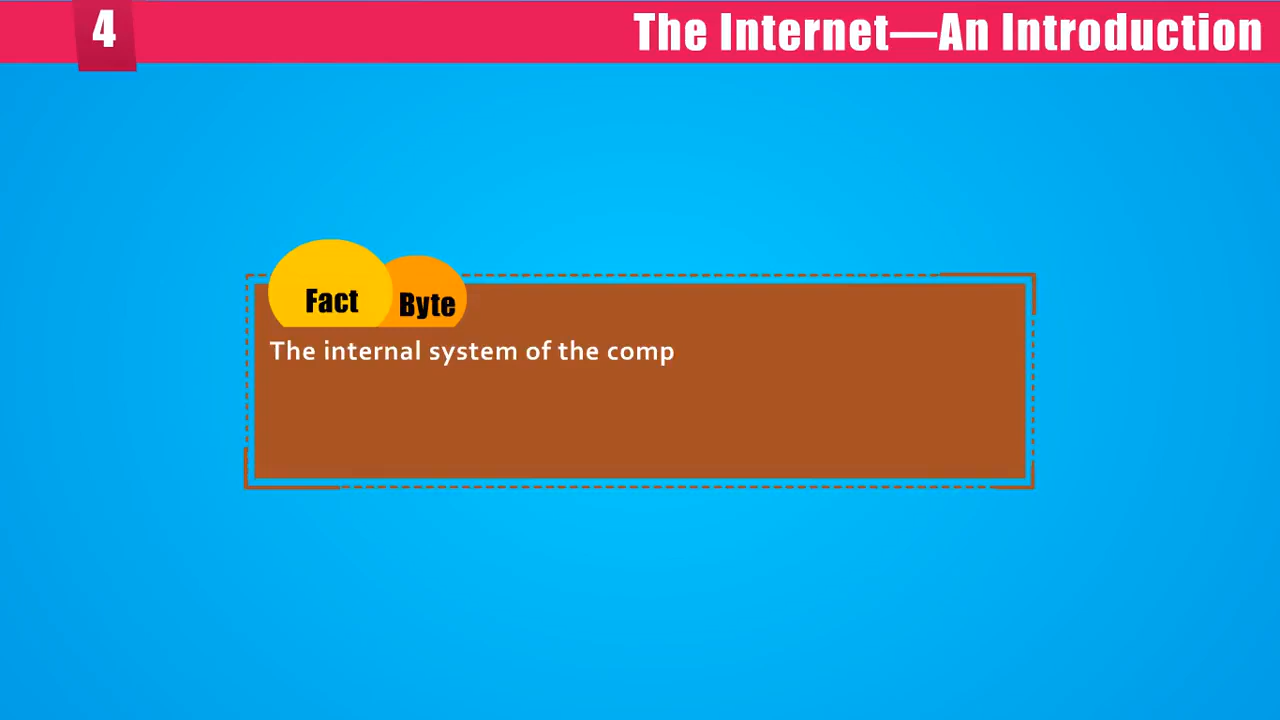 4
The Internet—An Introduction
Fact Byte
The internal system of the comp